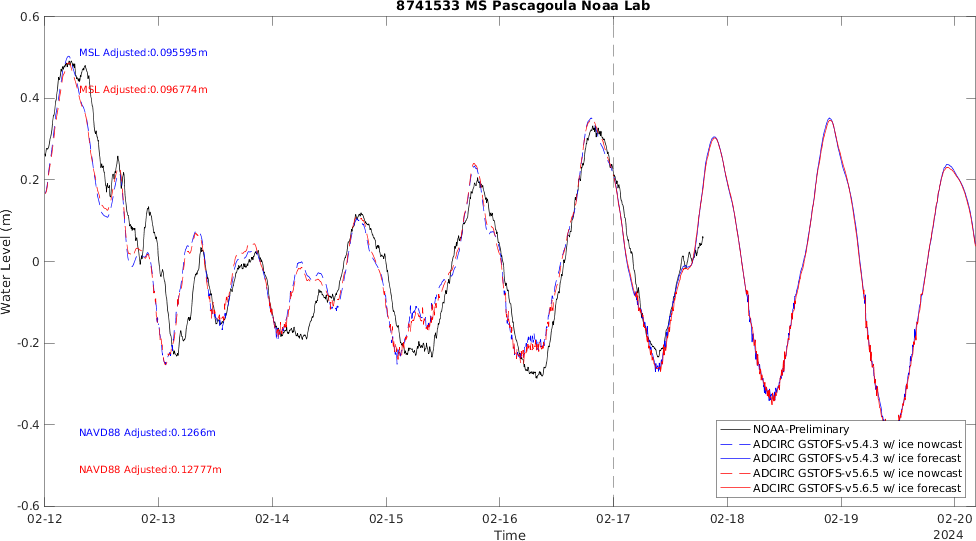 8741533 MS Pascagoula Noaa Lab
0.6
0.4
0.2
0
-0.2
-0.4
-0.6
Water Level (m)
MSL Adjusted:0.095595m
MSL Adjusted:0.096774m
NAVD88 Adjusted:0.1266m
NAVD88 Adjusted:0.12777m
NOAA-Preliminary
ADCIRC GSTOFS-v5.4.3 w/ ice nowcast
ADCIRC GSTOFS-v5.4.3 w/ ice forecast
ADCIRC GSTOFS-v5.6.5 w/ ice nowcast
ADCIRC GSTOFS-v5.6.5 w/ ice forecast
02-12 02-13 02-14 02-15 02-16 02-17 02-18 02-19 02-20
Time
2024